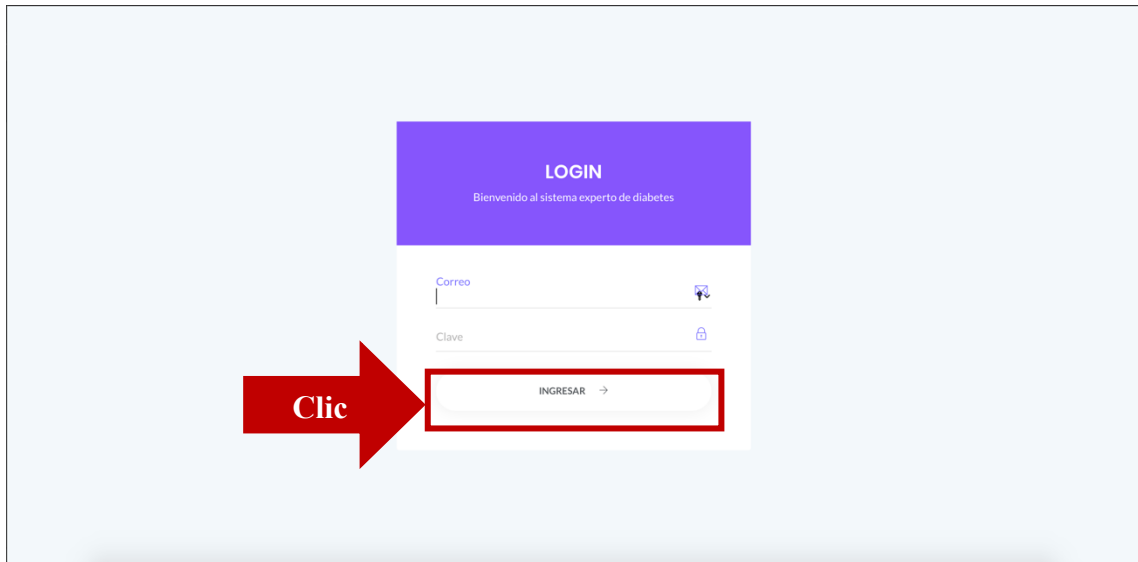 LOGIN
Bienvenido al sistema experto de diabetes
Correo
Clave
INGRESAR →
Clic